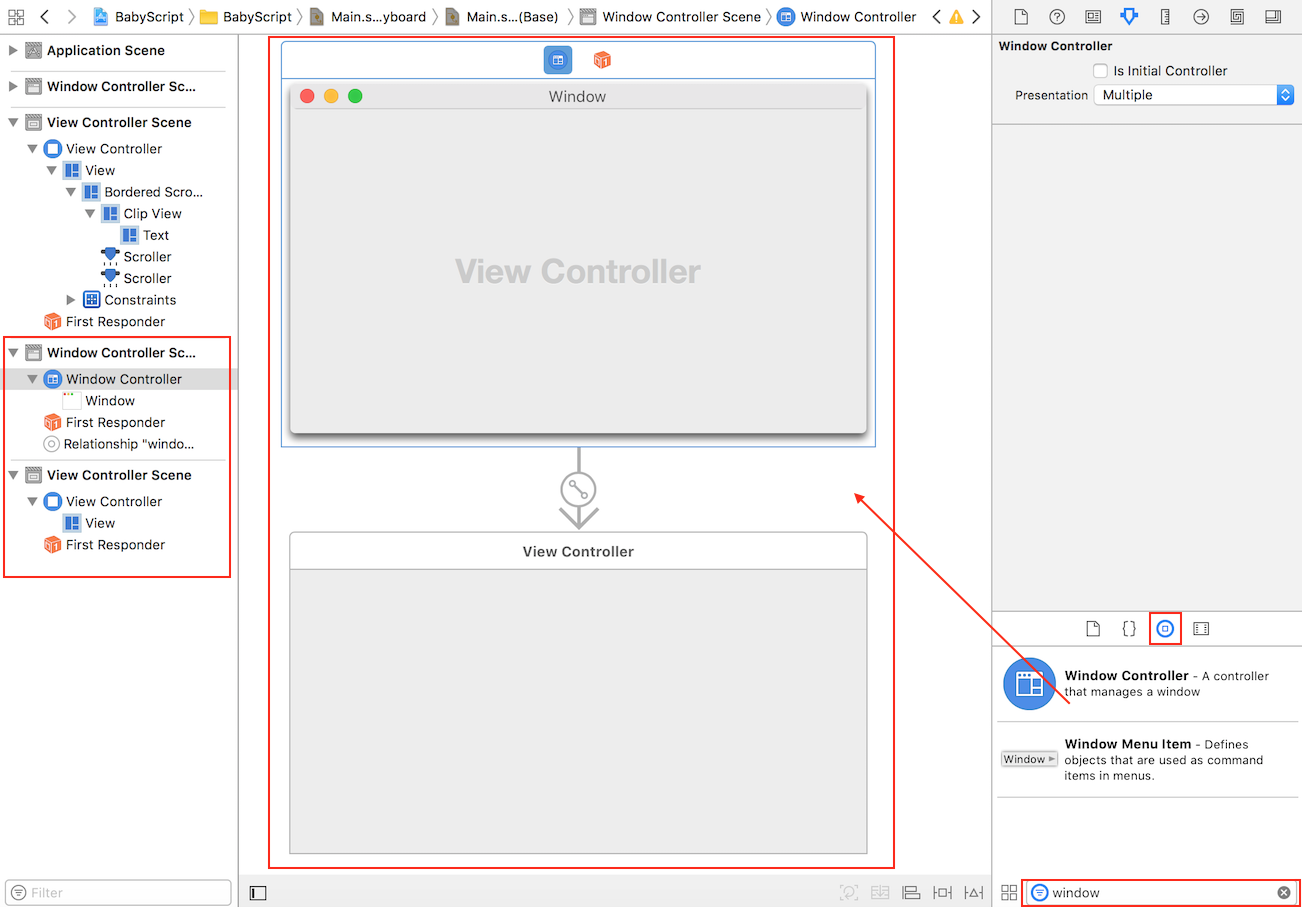 BabyScript
BabyScript
Main.s...yboard
Main.s...(Base)
Window Controller Scene
Window Controller
Application Scene
Window Controller Sc...
View Controller Scene
View Controller
View
Bordered Scro...
Clip View
Text
Scroller
Scroller
Constraints
First Responder
Window Controller Sc...
Window Controller
Window
First Responder
Relationship "windo...
View Controller Scene
View Controller
View
First Responder
Filter
Window
View Controller
View Controller
Window Controller
Is Initial Controller
Presentation Multiple
{}
Window Controller - A controller
that manages a window
Window
Window Menu Item - Defines
objects that are used as command
items in menus.
window